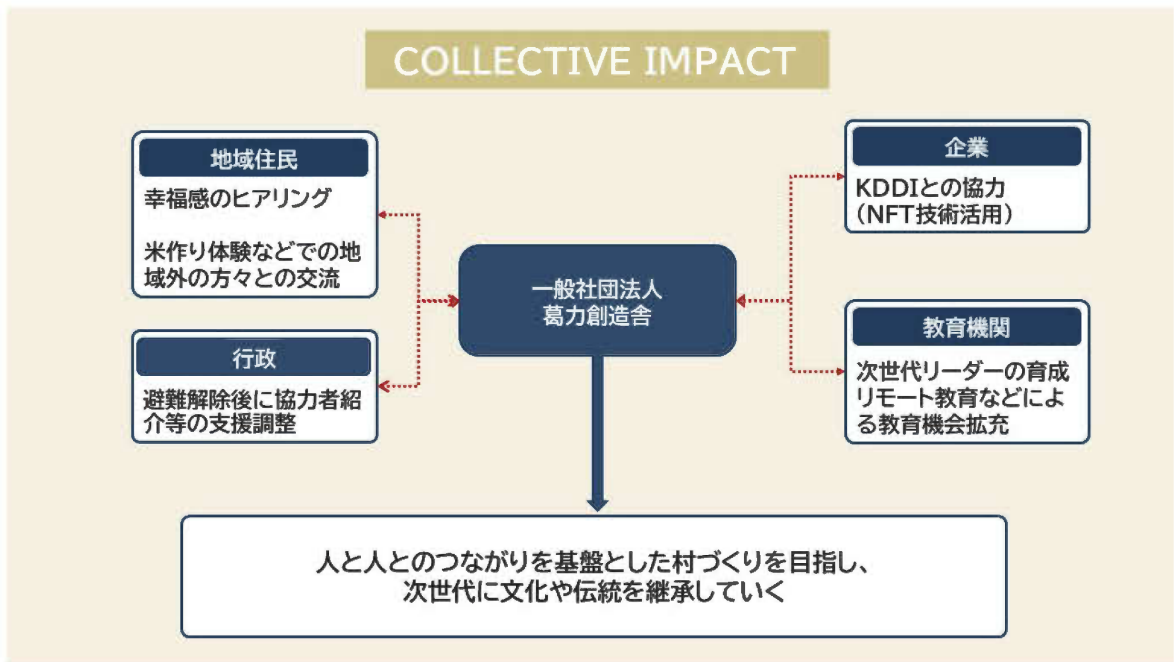 COLLECTIVE IMPACT
地域住民
幸福感のヒアリング
米作り体験などでの地
域外の方々との交流
行政
避難解除後に協力者紹
介等の支援調整
一般社団法人
葛力創造舎
企業
KDDIとの協力
(NFT技術活用)
教育機関
次世代リーダーの育成
リモート教育などによ
る教育機会拡充
人と人とのつながりを基盤とした村づくりを目指し、
次世代に文化や伝統を継承していく